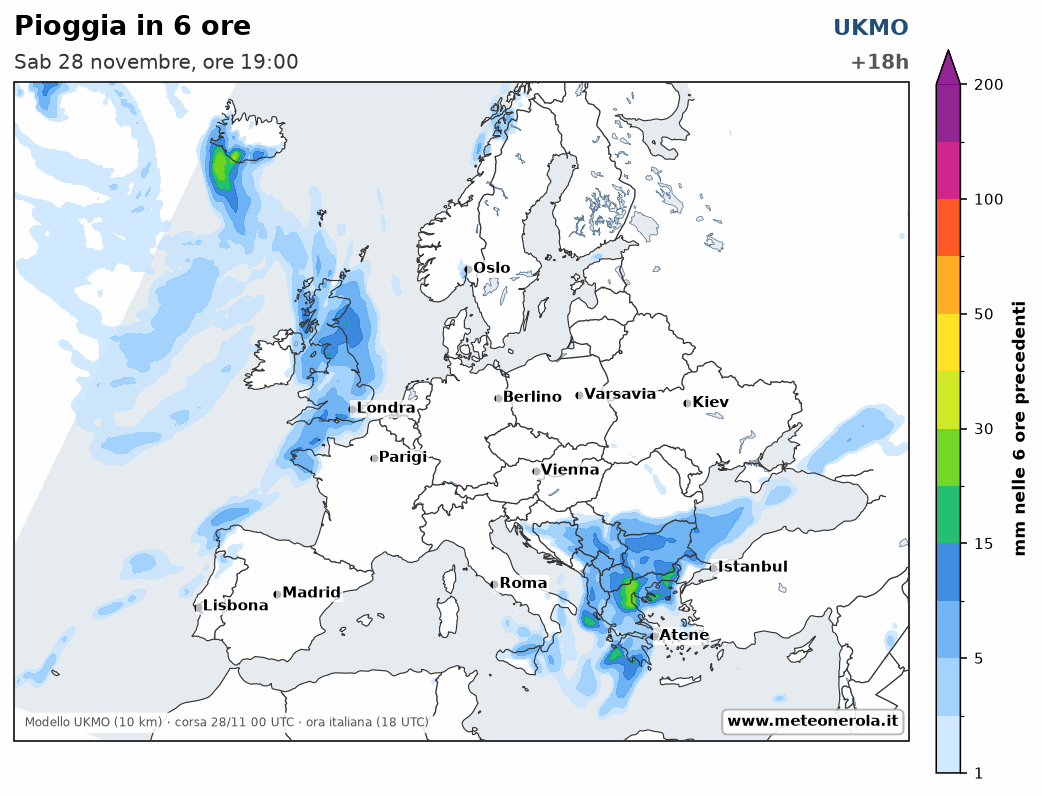 Pioggia in 6 ore
UKMO
Sab 28 novembre, ore 19:00
+18h
200
100
50
30
15
5
1
mm nelle 6 ore precedenti
Oslo
Londra
Berlino
Varsavia
Kiev
Parigi
Vienna
Istanbul
Roma
Madrid
Lisbona
Atene
Modello UKMO (10 km) · corsa 28/11 00 UTC · ora italiana (18 UTC)
www.meteonerola.it